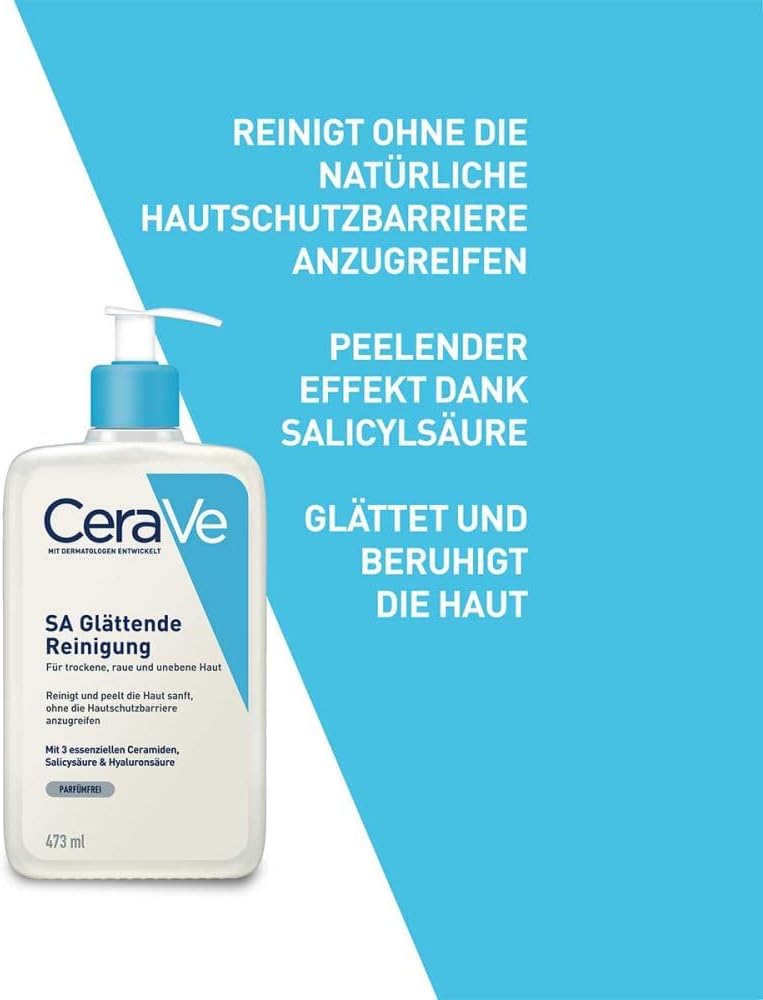 REINIGT OHNE DIE
NATÜRLICHE
HAUTSCHUTZBARRIERE
ANZUGREIFEN
PEELENDER
EFFEKT DANK
SALICYLSÄURE
GLÄTTET UND
BERUHIGT
DIE HAUT
CeraVe
MIT DERMATOLOGEN ENTWICKELT
SA Glättende
Reinigung
Für trockene, raue und unebene Haut
Reinigt und peelt die Haut sanft,
ohne die Hautschutzbarriere
anzugreifen
Mit 3 essenziellen Ceramiden,
Salicysäure & Hyaluronsäure
PARFÜMFREI
473 ml